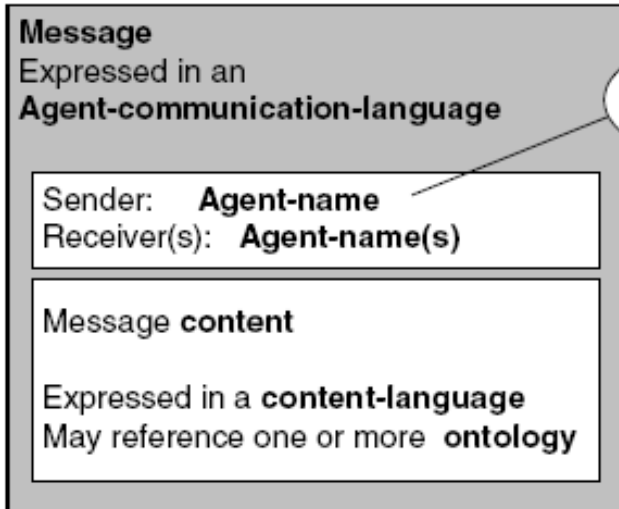 Message
Expressed in an
Agent-communication-language
Sender: Agent-name
Receiver(s): Agent-name(s)
Message content
Expressed in a content-language
May reference one or more ontology